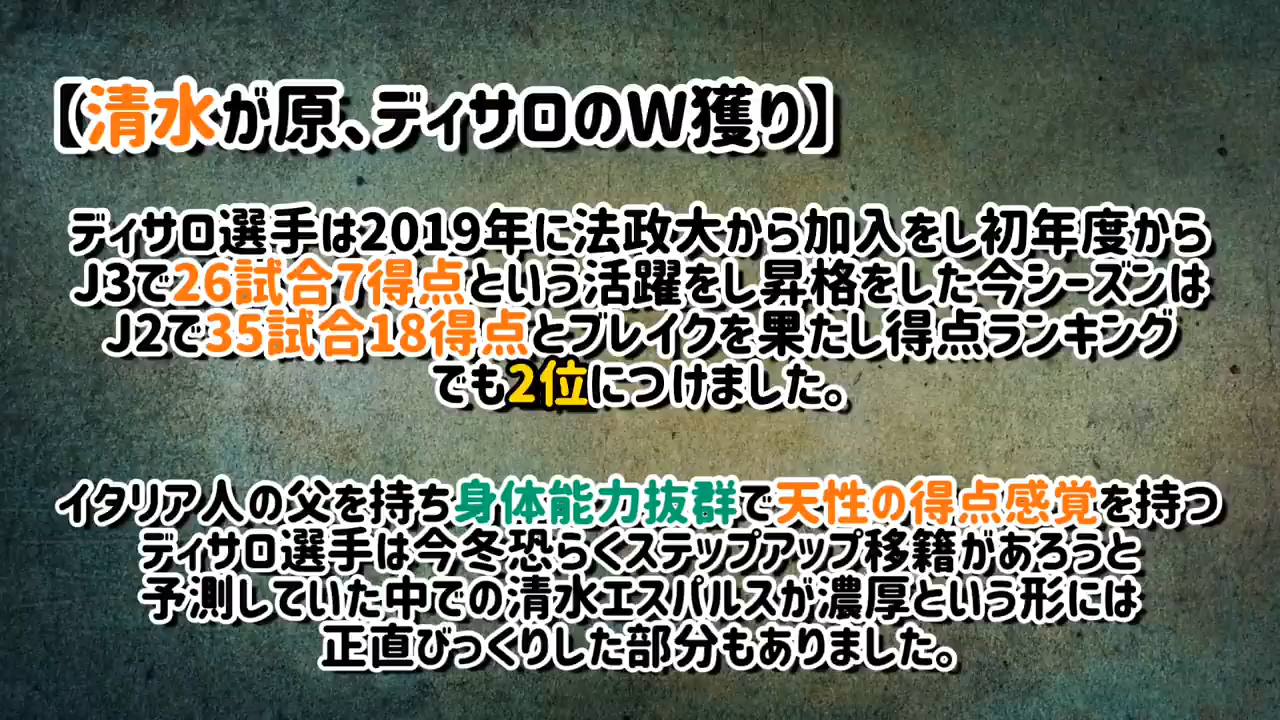 【清水が原、ディサロのW獲り】
ディサロ選手は2019年に法政大から加入をし初年度から
J3で26試合7得点という活躍をし昇格をした今シーズンは
J2で35試合18得点とブレイクを果たし得点ランキング
でも2位につけました。
イタリア人の父を持ち身体能力抜群で天性の得点感覚を持つ
ディサロ選手は今冬恐らくステップアップ移籍があろうと
予測していた中での清水エスパルスが濃厚という形には
正直びっくりした部分もありました。